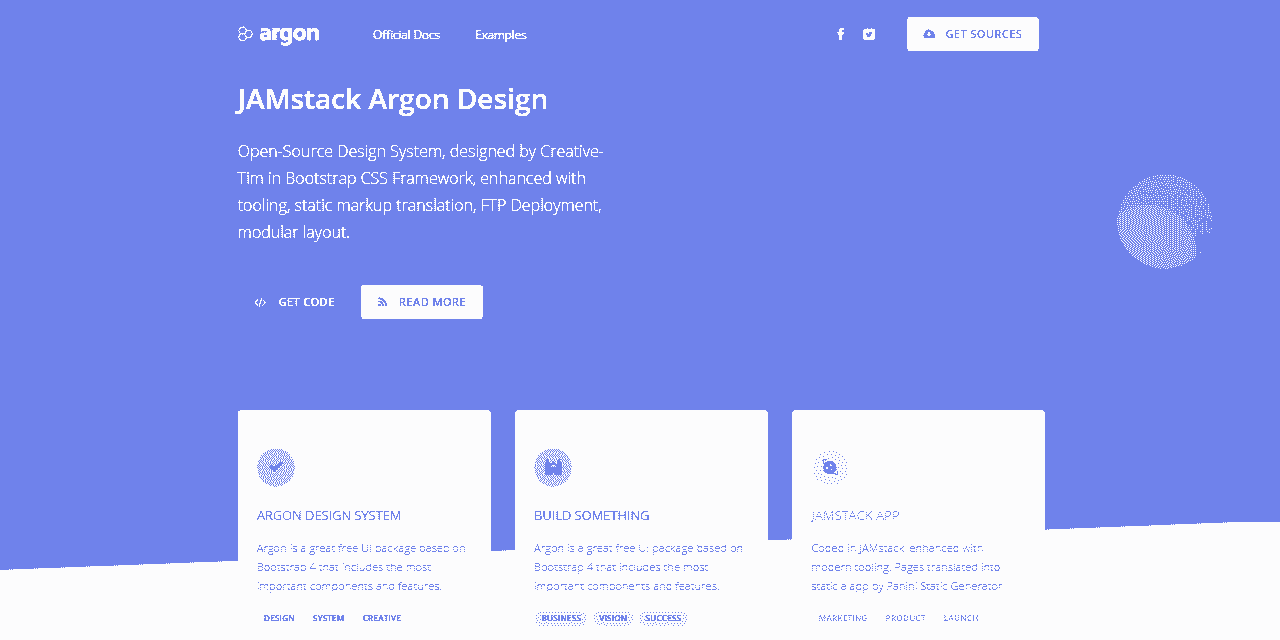 argon Official Docs Examples GET SOURCES
JAMstack Argon Design
Open-Source Design System, designed by Creative-
Tim in Bootstrap CSS Framework, enhanced with
tooling, static markup translation, FTP Deployment,
modular layout.
GET CODE READ MORE
ARGON DESIGN SYSTEM
Argon is a great free UI package based on
Bootstrap 4 that includes the most
important components and features.
DESIGN SYSTEM CREATIVE
BUILD SOMETHING
Argon is a great free UI package based on
Bootstrap 4 that includes the most
important components and features.
BUSINESS VISION SUCCESS
JAMSTACK APP
Coded in JAMstack, enhanced with
modern tooling. Pages translated into
static a app by Panini Static Generator
MARKETING PRODUCT LAUNCH